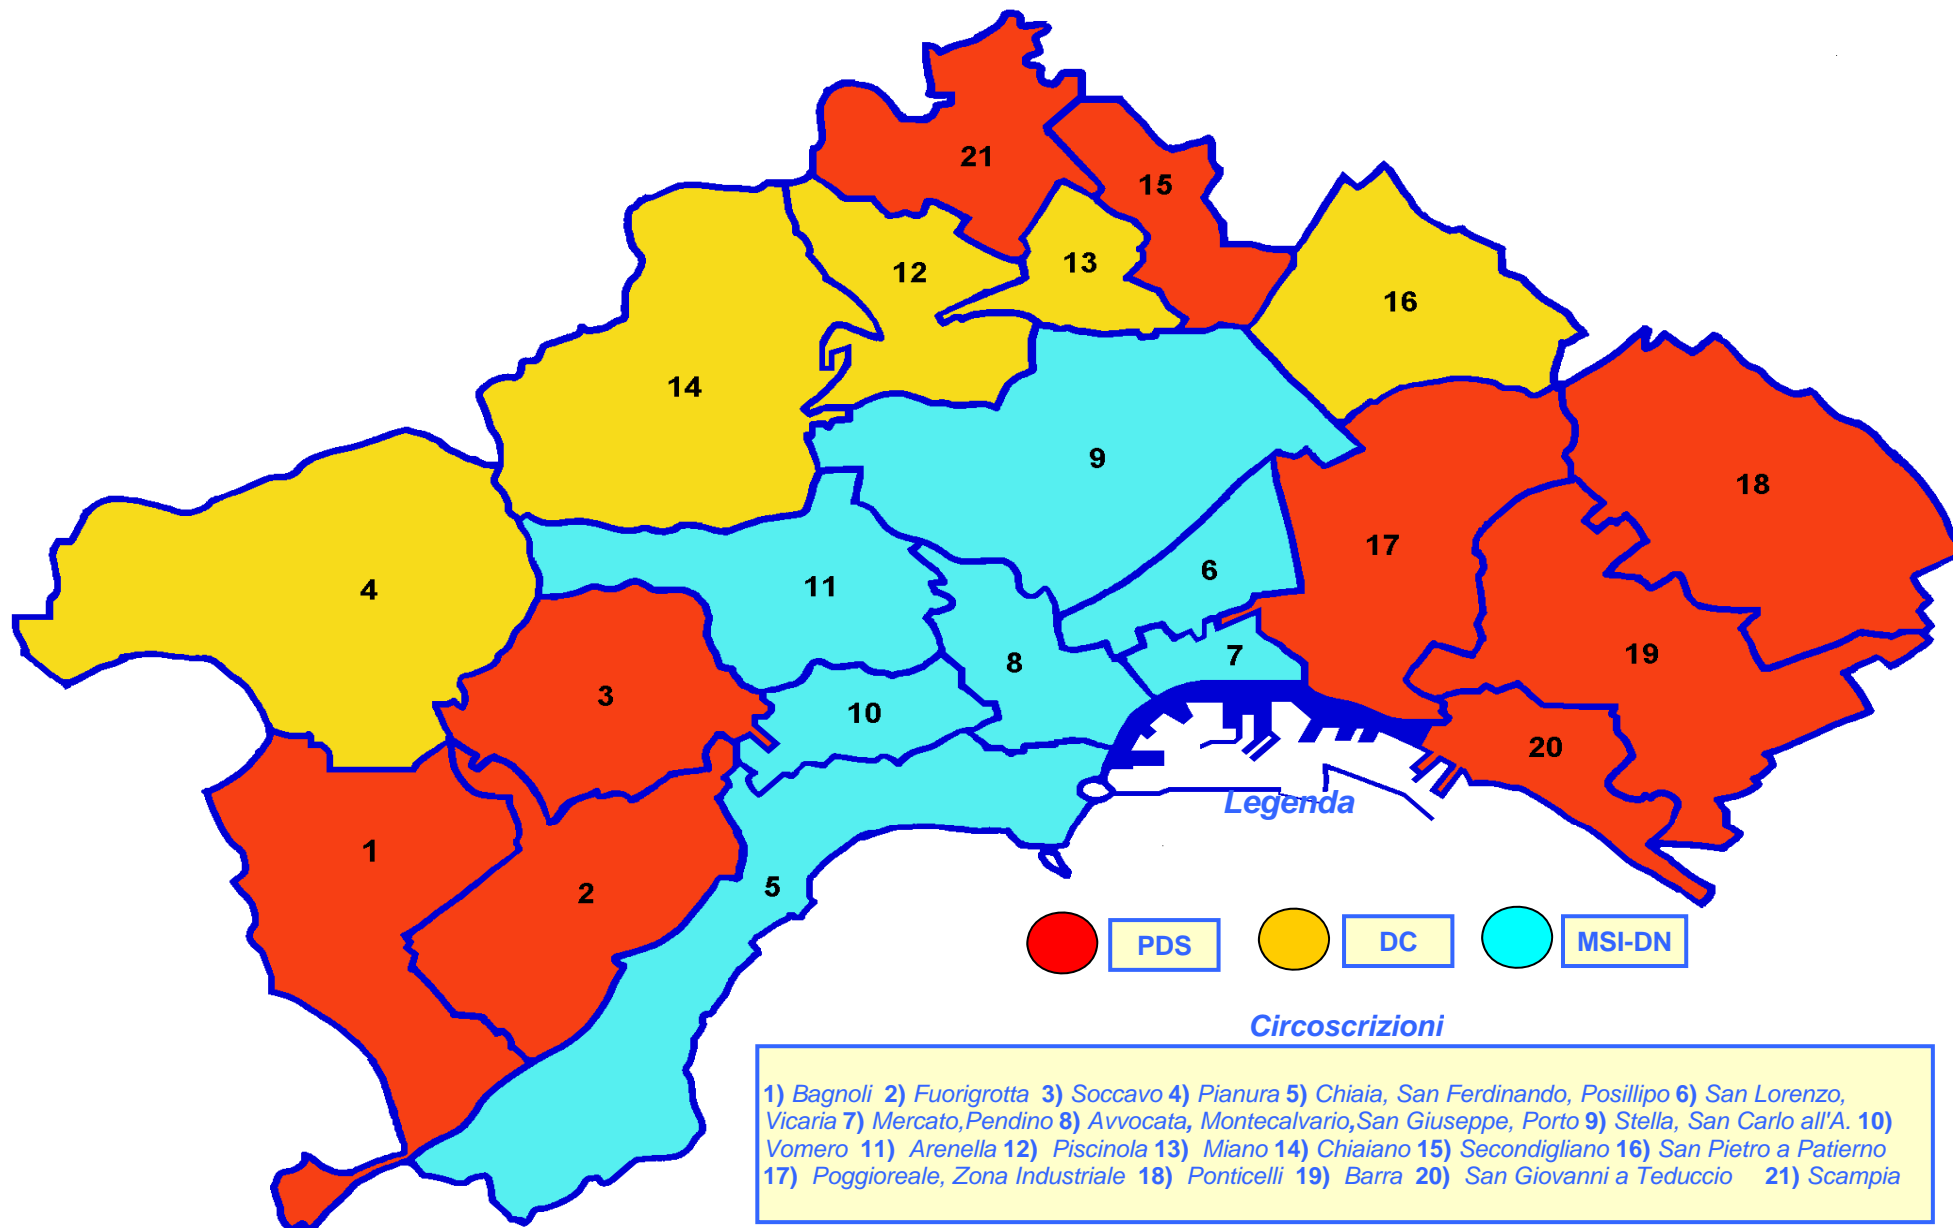 21
15
12
13
16
14
9
18
17
6
4
11
19
8
7
3
10
20
Legenda
1
5
2
PDS
DC
MSI-DN
Circoscrizioni
1) Bagnoli 2) Fuorigrotta 3) Soccavo 4) Pianura 5) Chiaia, San Ferdinando, Posillipo 6) San Lorenzo,
Vicaria 7) Mercato,Pendino 8) Avvocata, Montecalvario,San Giuseppe, Porto 9) Stella, San Carlo all'A. 10)
Vomero 11) Arenella 12) Piscinola 13) Miano 14) Chiaiano 15) Secondigliano 16) San Pietro a Patierno
17) Poggioreale, Zona Industriale 18) Ponticelli 19) Barra 20) San Giovanni a Teduccio 21) Scampia